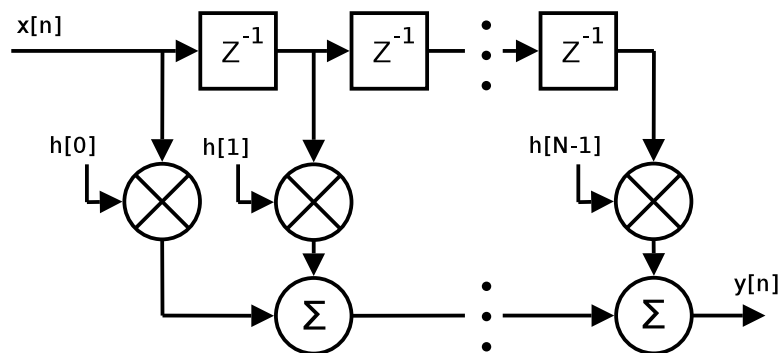 x[n]
Z^-1
Z^-1
Z^-1
h[0]
h[1]
h[N-1]
Σ
Σ
y[n]